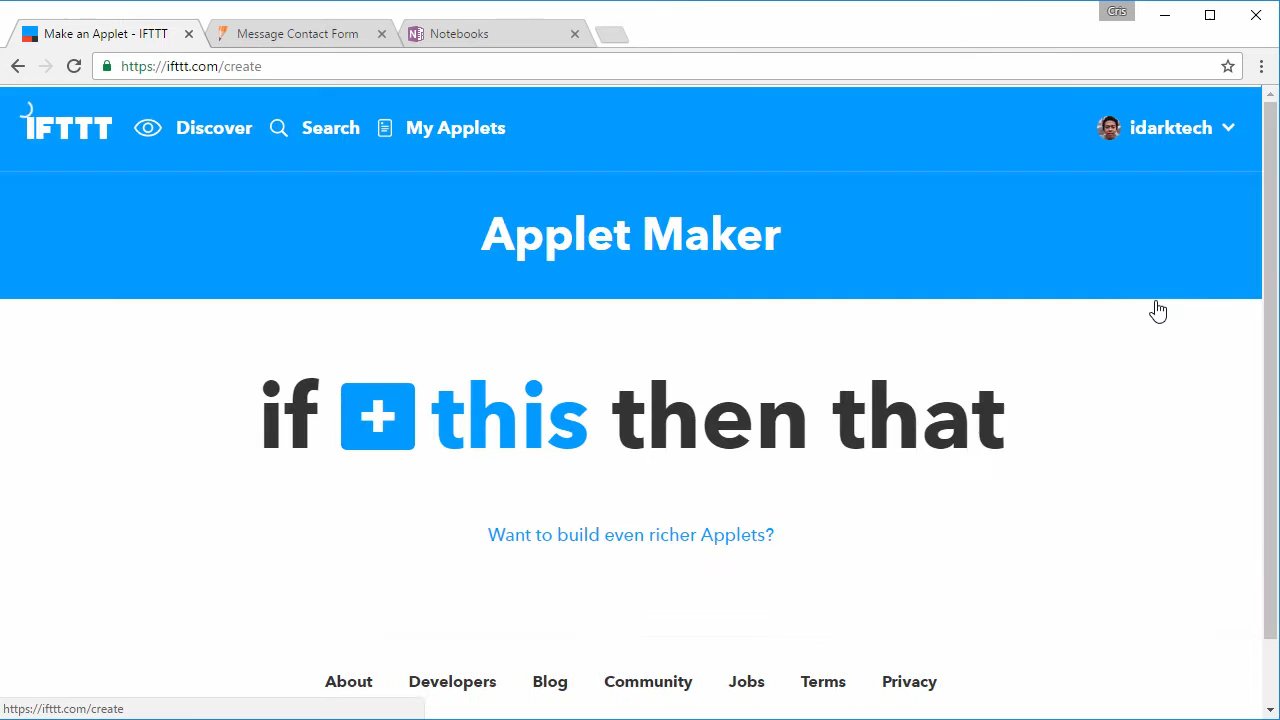 Cris
Make an Applet - IFTTT
Message Contact Form
Notebooks
https://ifttt.com/create
IFTTT
Discover
Search
My Applets
idarktech
Applet Maker
if + this then that
Want to build even richer Applets?
About Developers Blog Community Jobs Terms Privacy
https://ifttt.com/create